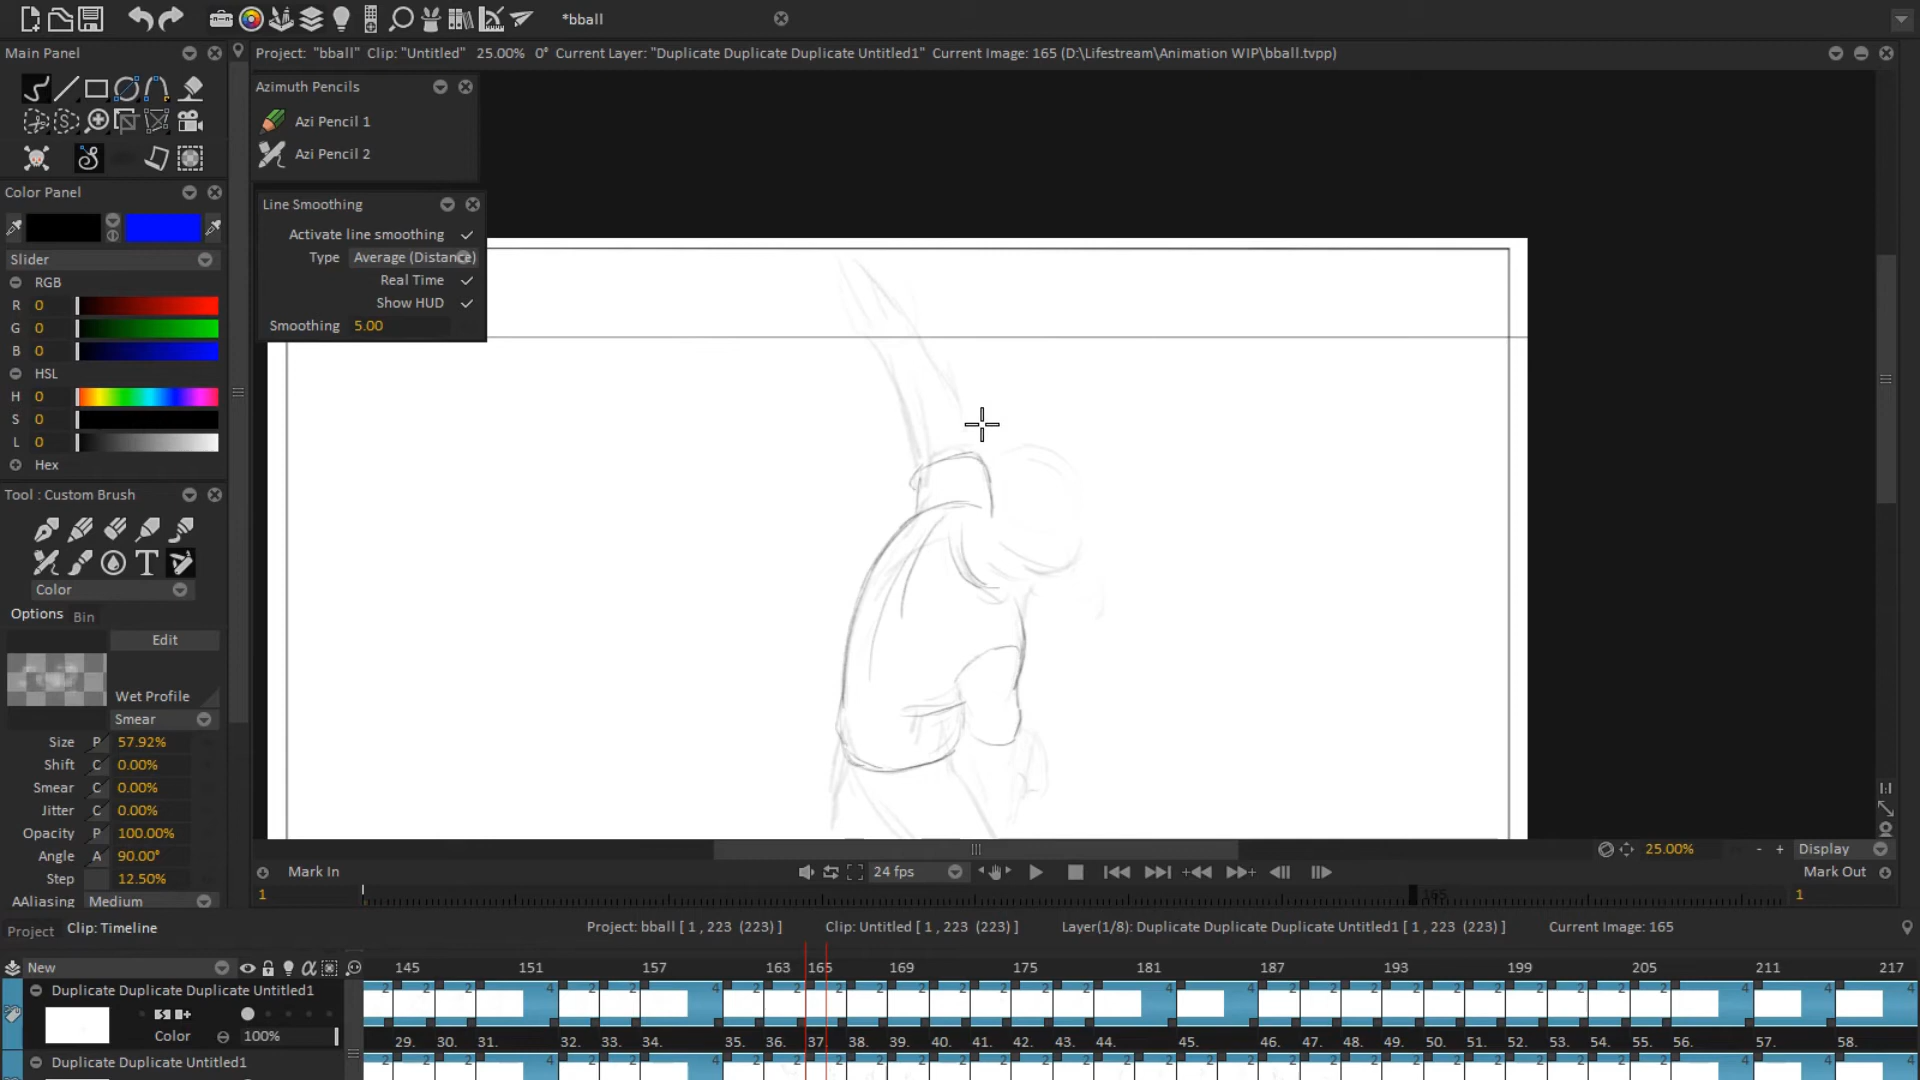 *bball
Main Panel
Project: "bball" Clip: "Untitled" 25.00% 0° Current Layer: "Duplicate Duplicate Duplicate Untitled1" Current Image: 165 (D:\Lifestream\Animation WIP\bball.tvpp)
Azimuth Pencils
Azi Pencil 1
Azi Pencil 2
Color Panel
Line Smoothing
Activate line smoothing
Type Average (Distance)
Real Time
Show HUD
Smoothing 5.00
Slider
RGB
R 0
G 0
B 0
HSL
H 0
S 0
L 0
Hex
Tool : Custom Brush
Color
Options Bin
Edit
Wet Profile
Smear
Size P 57.92%
Shift C 0.00%
Smear C 0.00%
Jitter C 0.00%
Opacity P 100.00%
Angle A 90.00°
Step 12.50%
AAliasing Medium
25.00% - + Display
Mark In 24 fps Mark Out
1 165 1
Project Clip: Timeline Project: bball [ 1 , 223 (223) ] Clip: Untitled [ 1 , 223 (223) ] Layer(1/8): Duplicate Duplicate Duplicate Untitled1 [ 1 , 223 (223) ] Current Image: 165
New 145 151 157 163 165 169 175 181 187 193 199 205 211 217
Duplicate Duplicate Duplicate Untitled1
Color 100%
29. 30. 31. 32. 33. 34. 35. 36. 37. 38. 39. 40. 41. 42. 43. 44. 45. 46. 47. 48. 49. 50. 51. 52. 53. 54. 55. 56. 57. 58.
Duplicate Duplicate Untitled1